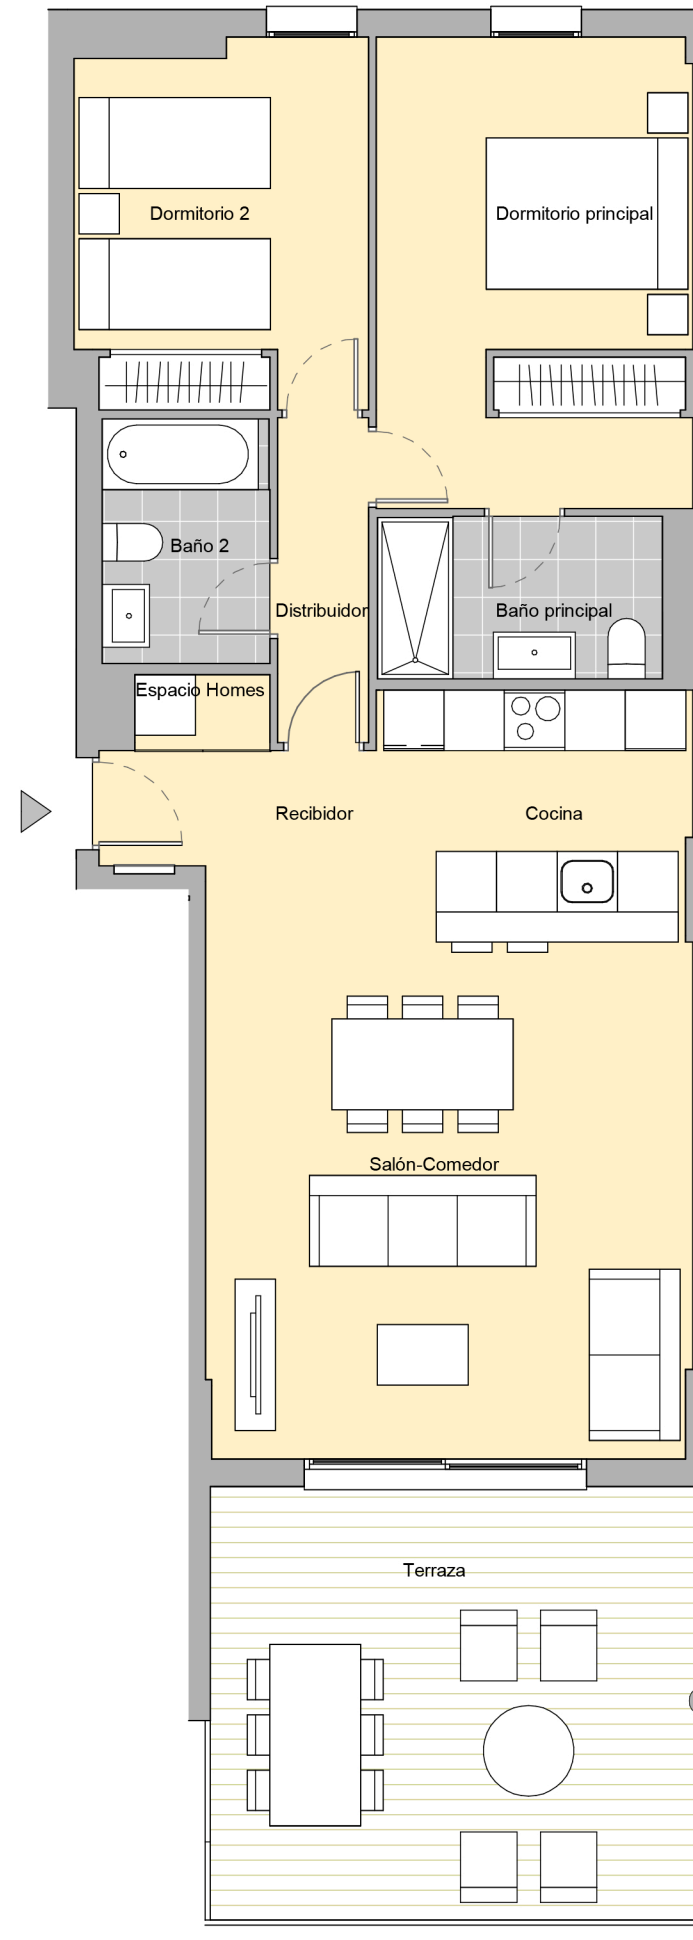 Dormitorio 2
Dormitorio principal
Baño 2
Distribuidor
Baño principal
Espacio Homes
Recibidor
Cocina
Salón-Comedor
Terraza